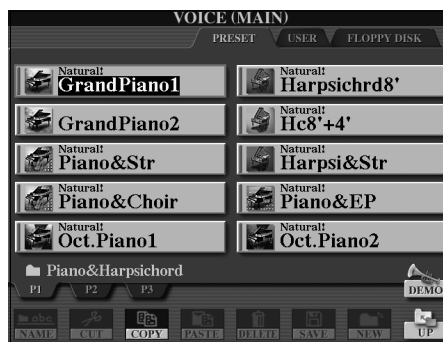 VOICE (MAIN)
PRESET USER FLOPPY DISK
Natural!
GrandPiano1
Natural!
Harpsichrd8'
GrandPiano2
Natural!
Hc8'+4'
Natural!
Piano&Str
Natural!
Harpsi&Str
Natural!
Piano&Choir
Natural!
Piano&EP
Natural!
Oct.Piano1
Natural!
Oct.Piano2
Piano&Harpsichord
P1 P2 P3
DEMO
abc
NAME CUT COPY PASTE DELETE SAVE NEW UP